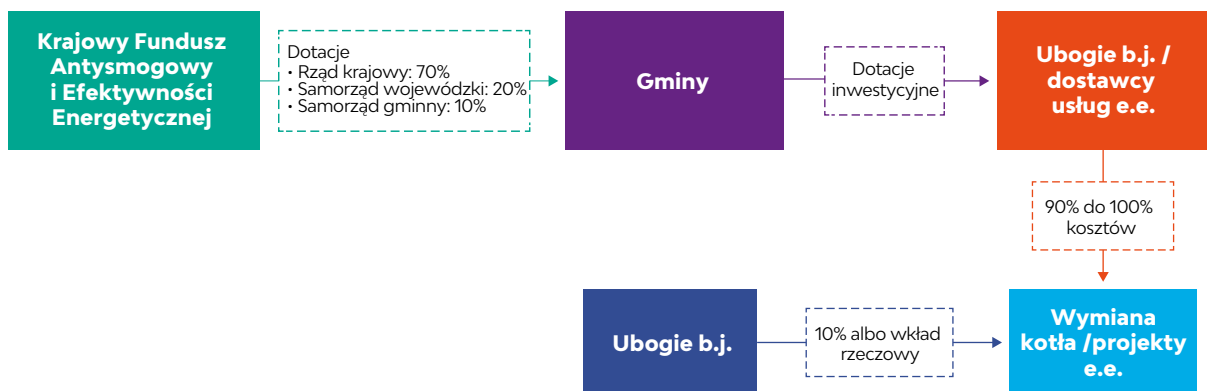 Krajowy Fundusz
Antysmogowy
i Efektywności
Energetycznej
Dotacje
• Rząd krajowy: 70%
• Samorząd wojewódzki: 20%
• Samorząd gminny: 10%
Gminy
Dotacje
inwestycyjne
Ubogie b.j. /
dostawcy
usług e.e.
90% do 100%
kosztów
Ubogie b.j.
10% albo wkład
rzeczowy
Wymiana
kotła /projekty
e.e.